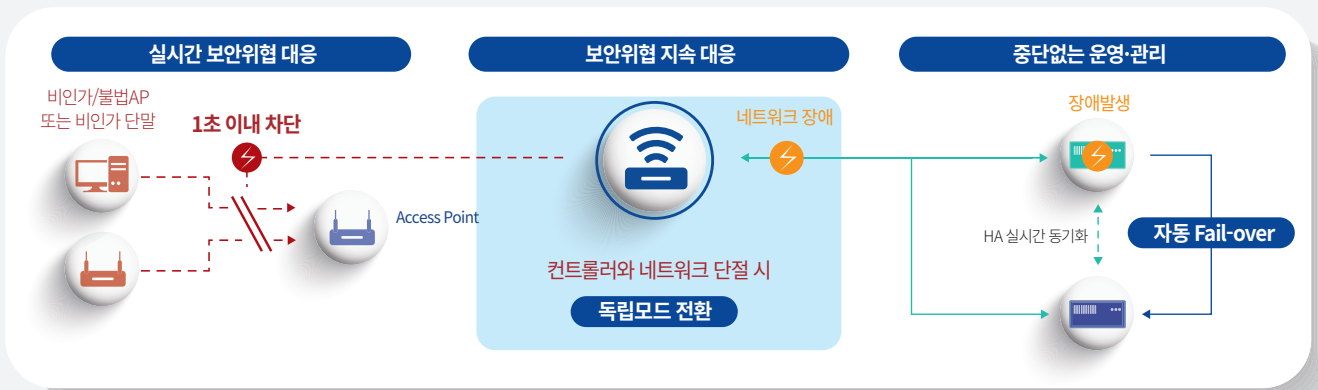 실시간 보안위협 대응
비인가/불법AP
또는 비인가 단말
1초 이내 차단
Access Point
보안위협 지속 대응
네트워크 장애
컨트롤러와 네트워크 단절 시
독립모드 전환
중단없는 운영·관리
장애발생
HA 실시간 동기화
자동 Fail-over